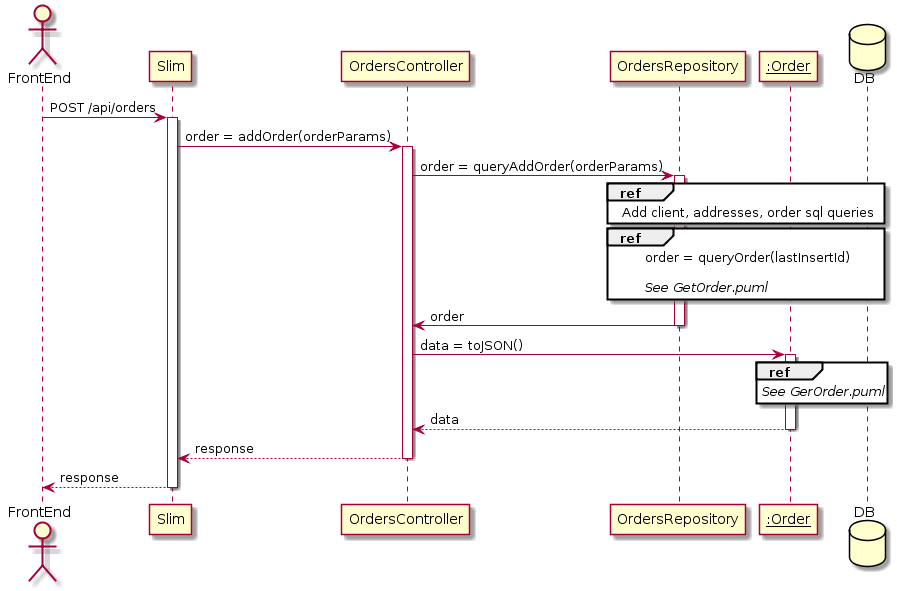 FrontEnd
Slim
OrdersController
OrdersRepository
:Order
DB
POST /api/orders
order = addOrder(orderParams)
order = queryAddOrder(orderParams)
ref
Add client, addresses, order sql queries
ref
order = queryOrder(lastInsertId)
See GetOrder.puml
order
data = toJSON()
ref
See GerOrder.puml
data
response
response
FrontEnd
Slim
OrdersController
OrdersRepository
:Order
DB